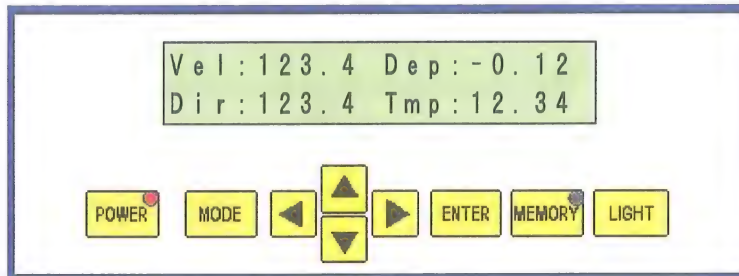 Vel:123.4 Dep:-0.12
Dir:123.4 Tmp:12.34
POWER MODE ENTER MEMORY LIGHT